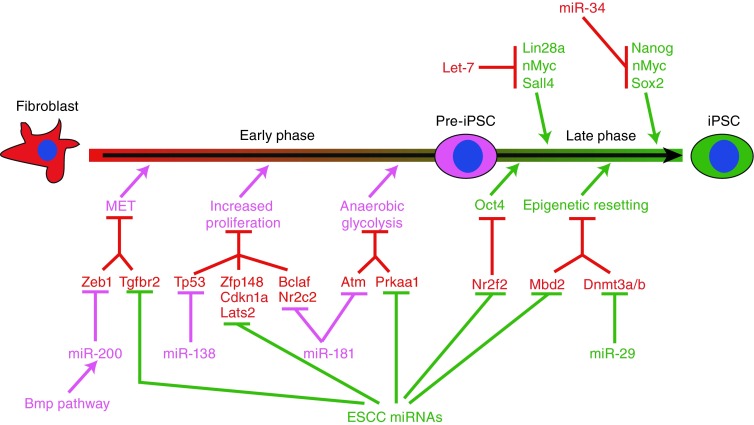 miR-34
Let-7
Lin28a
nMyc
Sall4
Nanog
nMyc
Sox2
Fibroblast
Early phase
Pre-iPSC
Late phase
iPSC
MET
Increased
proliferation
Anaerobic
glycolysis
Oct4
Epigenetic resetting
Zeb1 Tgfbr2
Tp53
Zfp148
Cdkn1a
Lats2
Bclaf
Nr2c2
Atm Prkaa1
Nr2f2
Mbd2
Dnmt3a/b
miR-200
miR-138
miR-181
miR-29
Bmp pathway
ESCC miRNAs